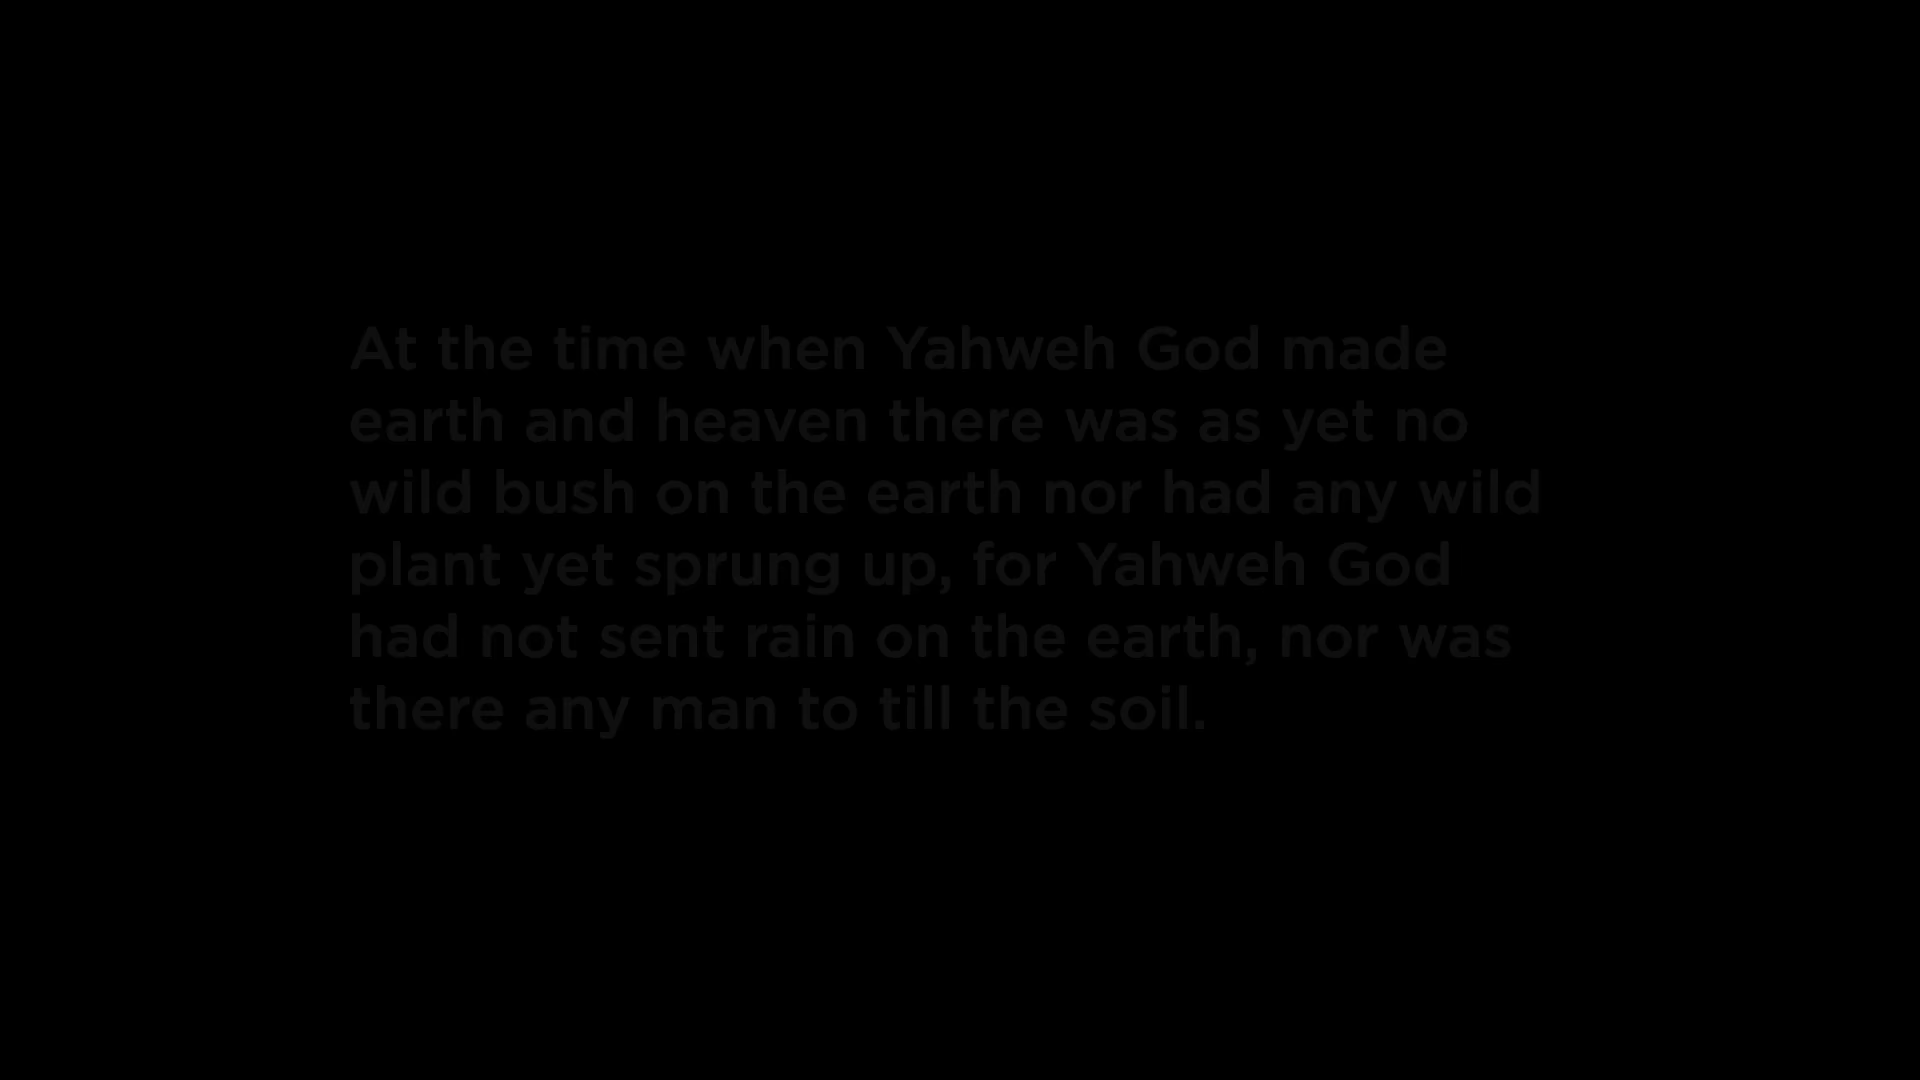 At the time when Yahweh God made
earth and heaven there was as yet no
wild bush on the earth nor had any wild
plant yet sprung up, for Yahweh God
had not sent rain on the earth, nor was
there any man to till the soil.